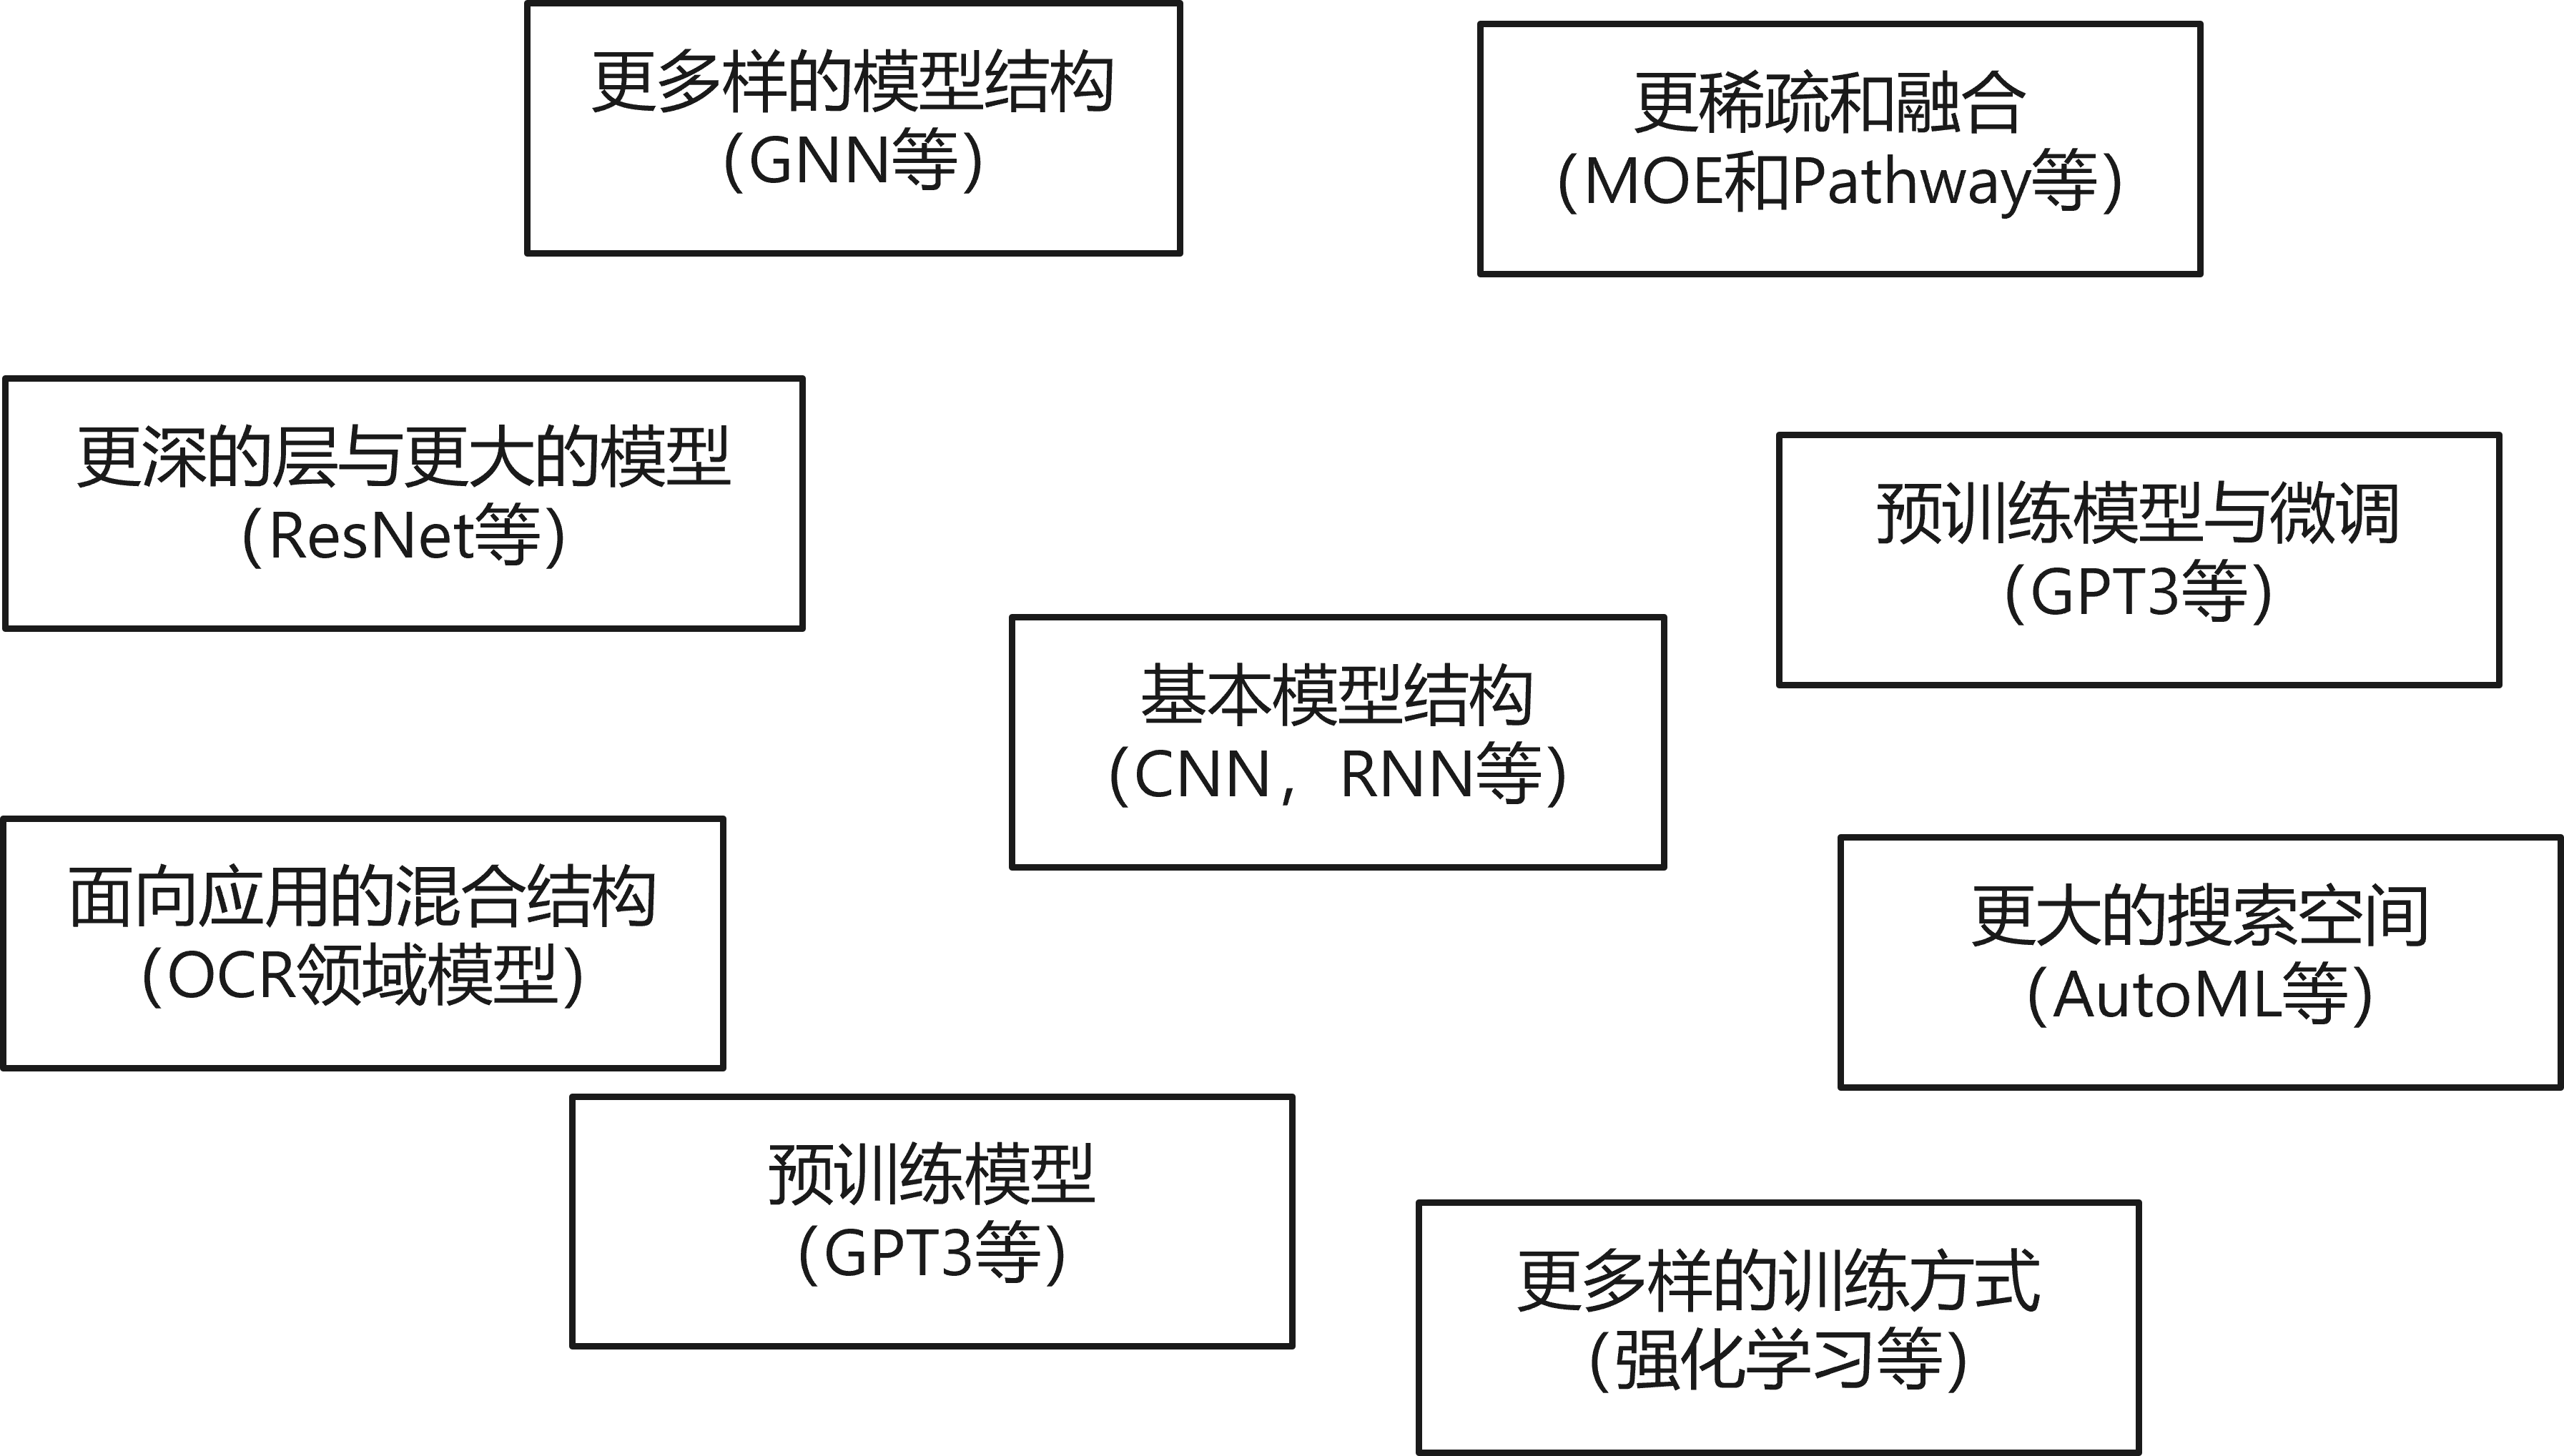 更多样的模型结构
（GNN等）
更稀疏和融合
（MOE和Pathway等）
更深的层与更大的模型
（ResNet等）
预训练模型与微调
（GPT3等）
基本模型结构
（CNN，RNN等）
面向应用的混合结构
（OCR领域模型）
更大的搜索空间
（AutoML等）
预训练模型
（GPT3等）
更多样的训练方式
（强化学习等）